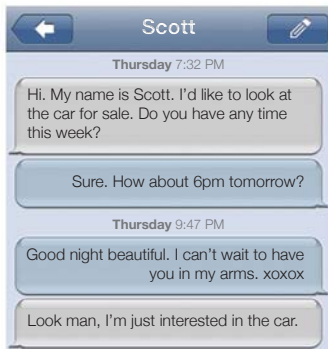 Scott
Thursday 7:32 PM
Hi. My name is Scott. I'd like to look at
the car for sale. Do you have any time
this week?
Sure. How about 6pm tomorrow?
Thursday 9:47 PM
Good night beautiful. I can't wait to have
you in my arms. xoxox
Look man, I'm just interested in the car.